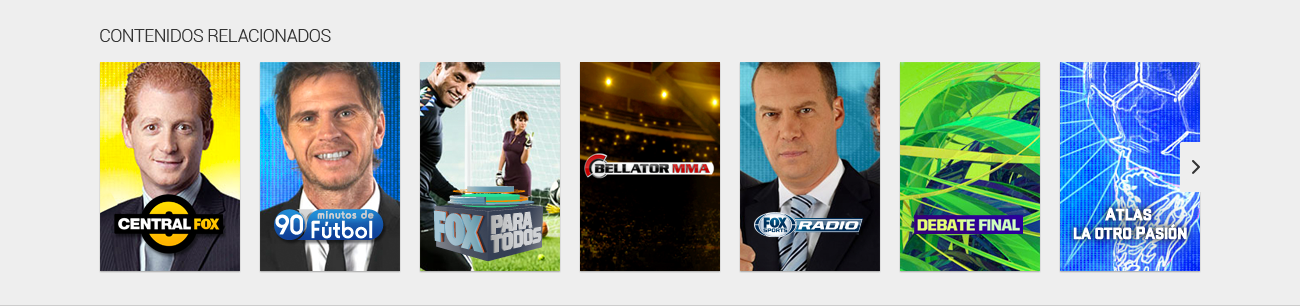 CONTENIDOS RELACIONADOS
CENTRAL FOX
90 minutos de
Fútbol
FOX PARA
TODOS
BELLATOR MMA
FOX
SPORTS
RADIO
DEBATE FINAL
ATLAS
LA OTRO PASIÓN